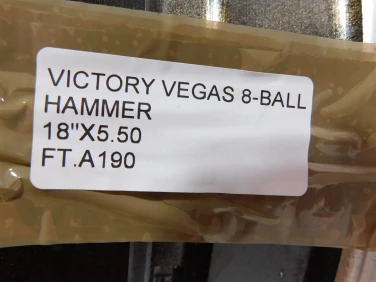 VICTORY VEGAS 8-BALL
HAMMER
18"X5.50
FT.A190